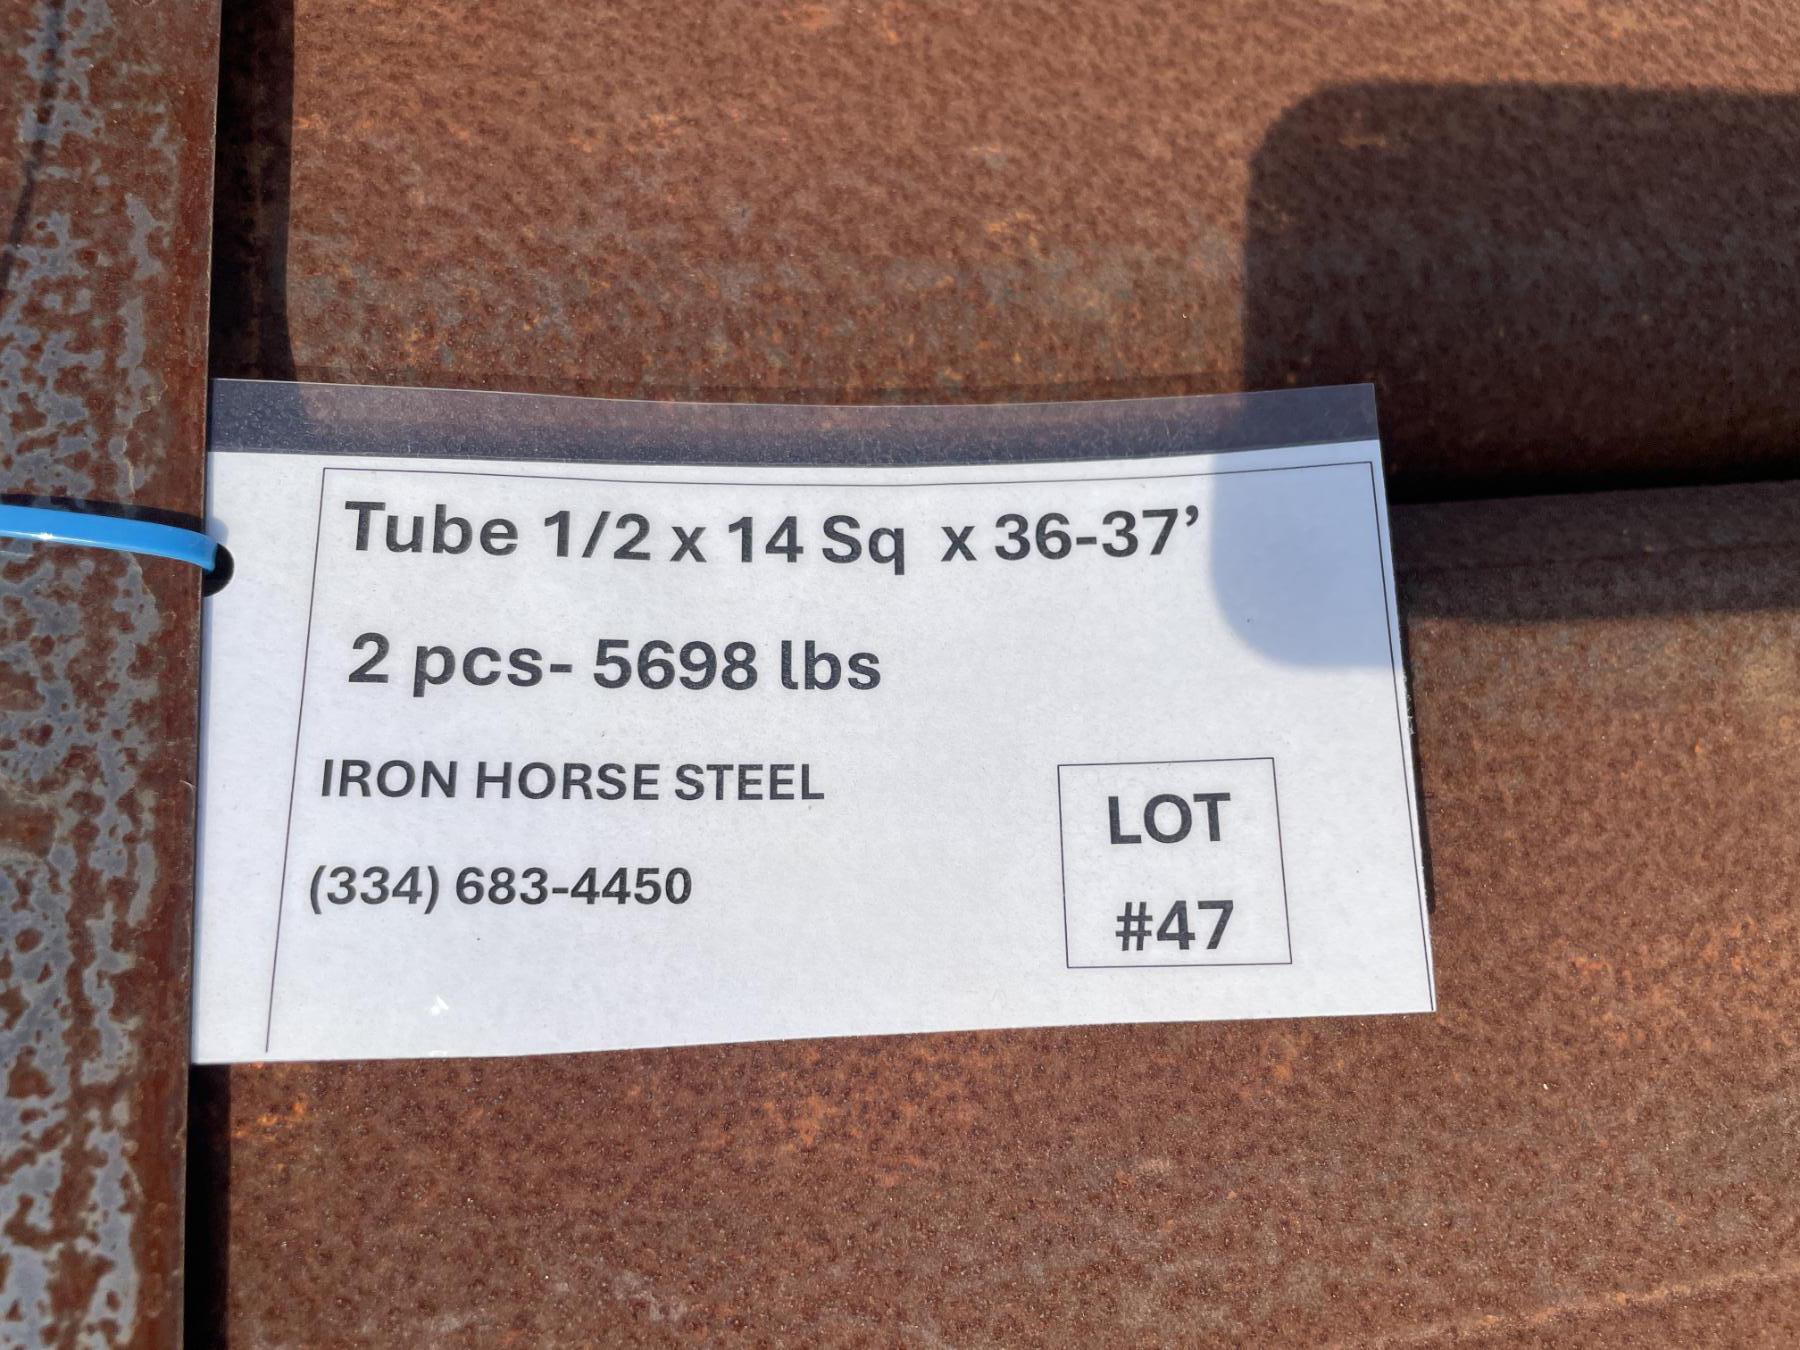 Tube 1/2 x 14 Sq x 36-37’
2 pcs- 5698 lbs
IRON HORSE STEEL
(334) 683-4450
LOT
#47